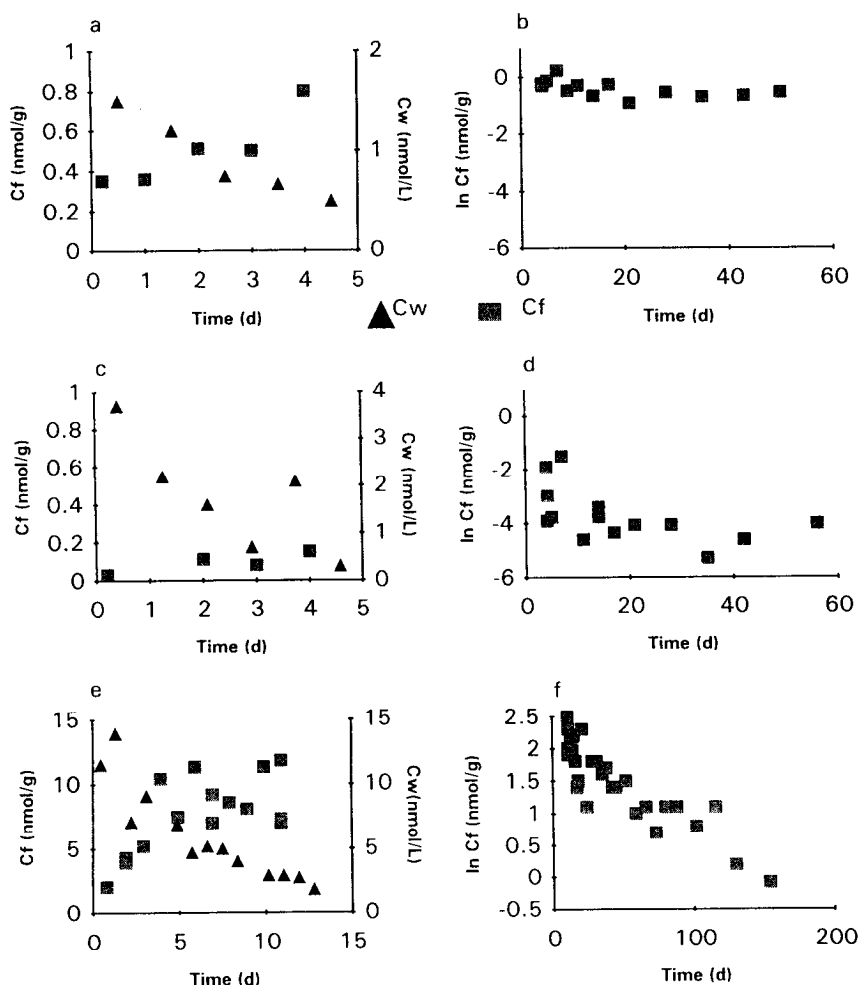 a
Cf (nmol/g)
1
0.8
0.6
0.4
0.2
0
2
1
0
Cw (nmol/L)
0 1 2 3 4 5
Time (d)
b
ln Cf (nmol/g)
0
-2
-4
-6
0 20 40 60
Time (d)
Cw Cf
c
Cf (nmol/g)
1
0.8
0.6
0.4
0.2
0
4
3
2
1
0
Cw (nmol/L)
0 1 2 3 4 5
Time (d)
d
ln Cf (nmol/g)
0
-2
-4
-6
0 20 40 60
Time (d)
e
Cf (nmol/g)
15
10
5
0
15
10
5
0
Cw(nmol/L)
0 5 10 15
Time (d)
f
ln Cf (nmol/g)
2.5
2
1.5
1
0.5
0
-0.5
0 100 200
Time (d)